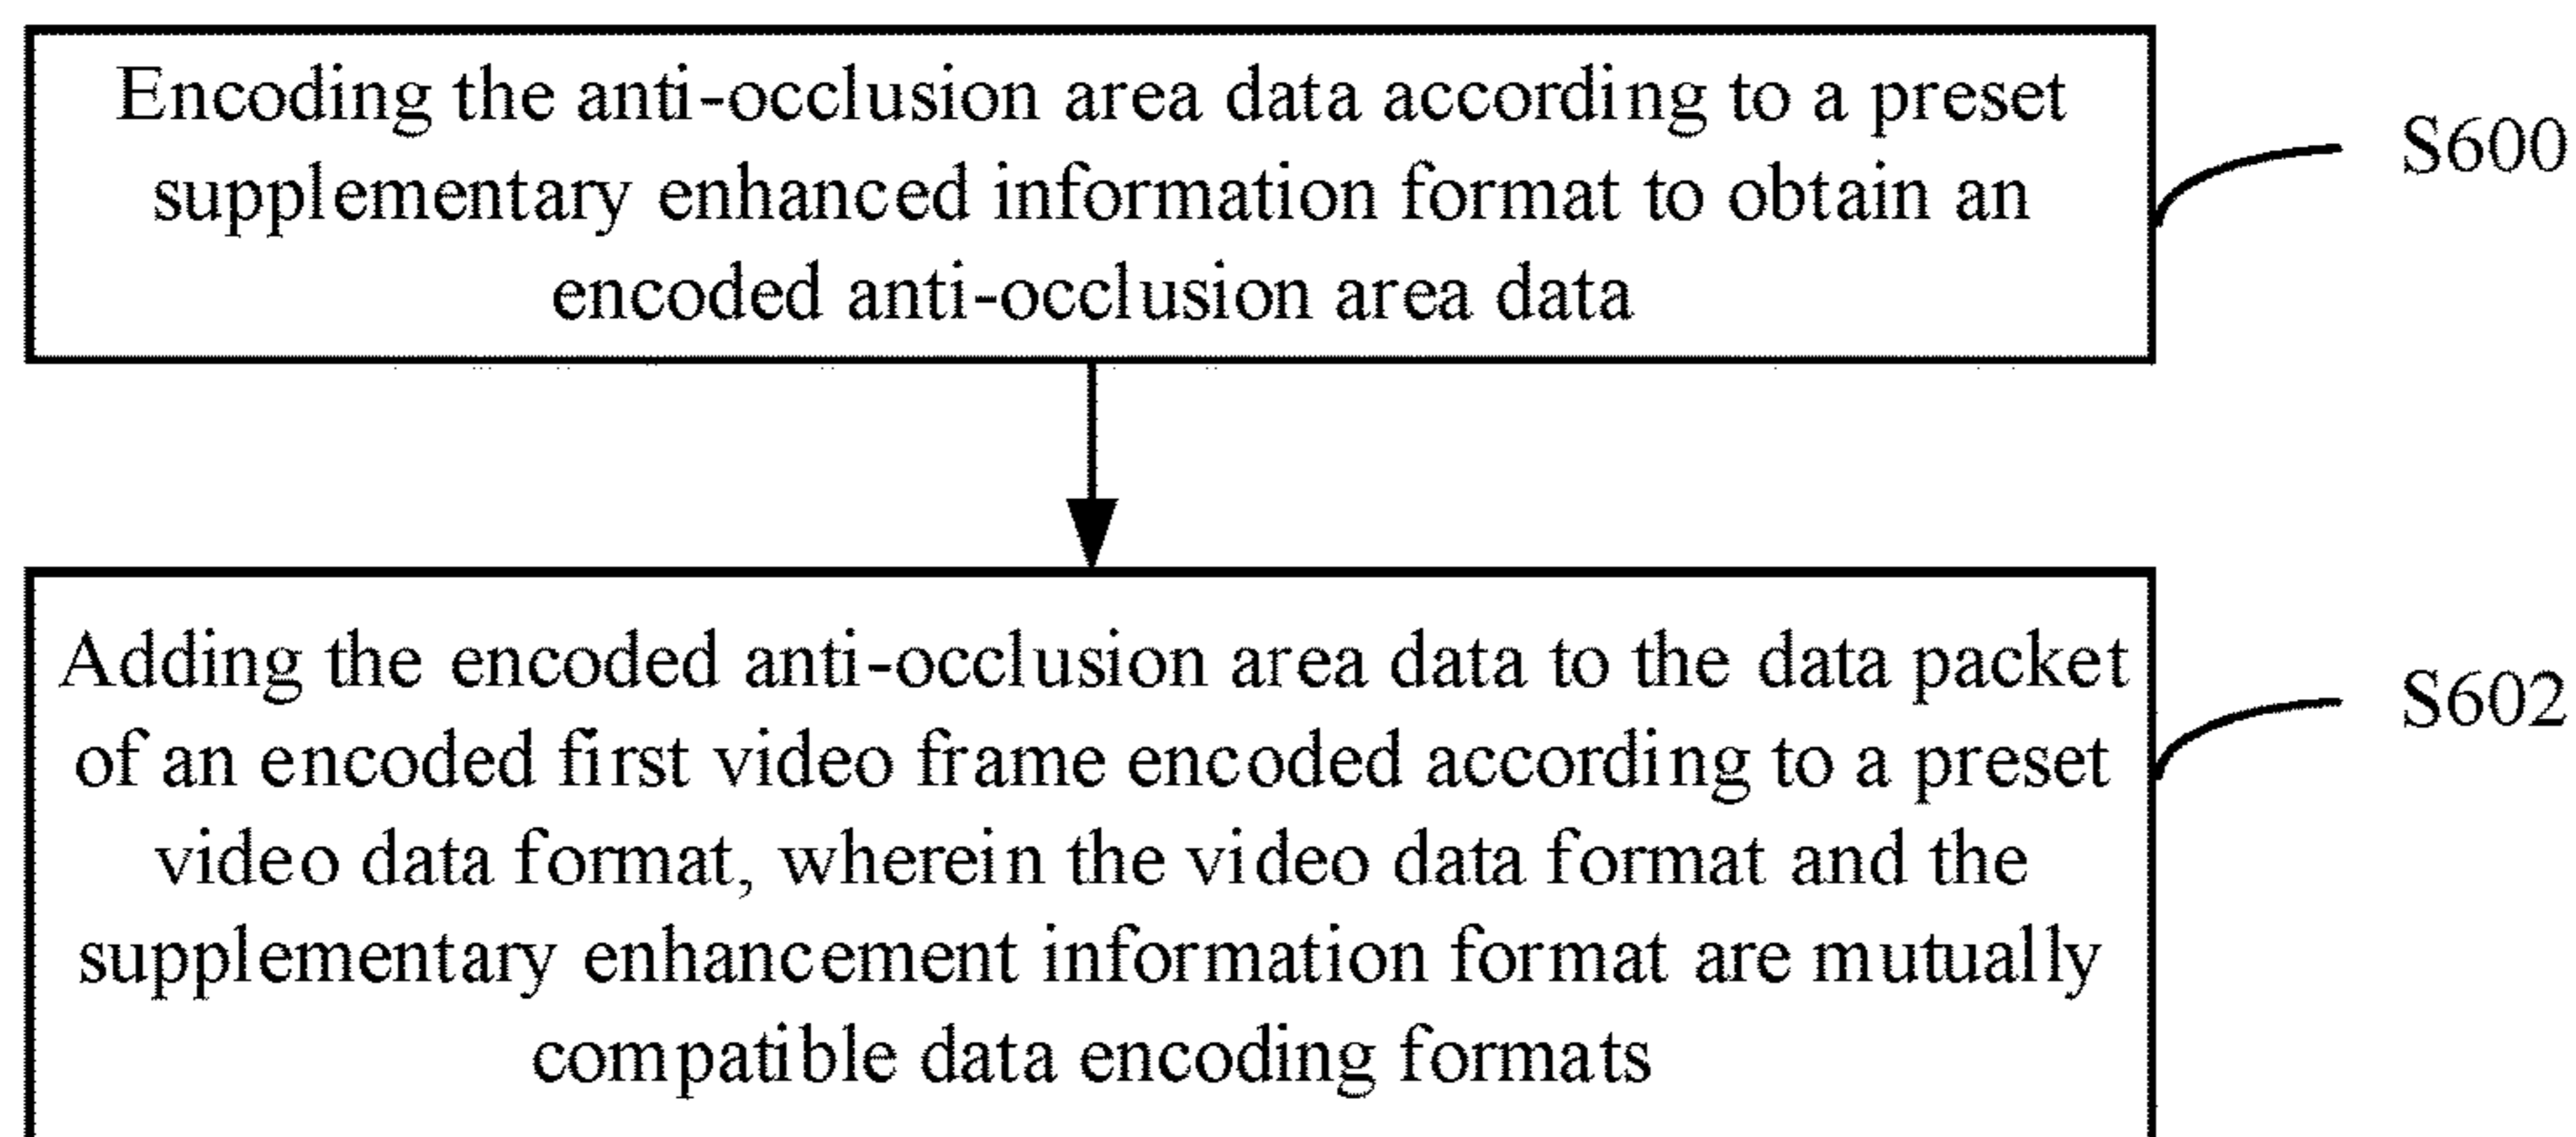 Encoding the anti-occlusion area data according to a preset
supplementary enhanced information format to obtain an
encoded anti-occlusion area data
S600
Adding the encoded anti-occlusion area data to the data packet
of an encoded first video frame encoded according to a preset
video data format, wherein the video data format and the
supplementary enhancement information format are mutually
compatible data encoding formats
S602